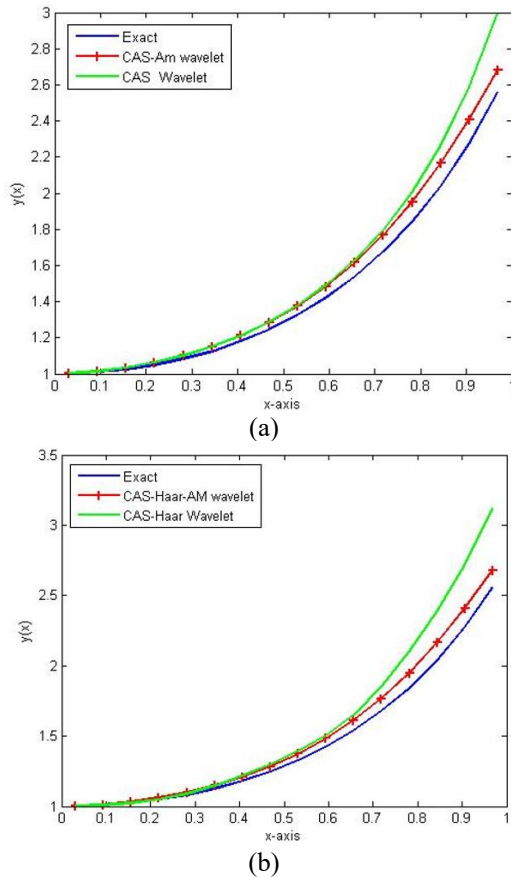 3
2.8
2.6
2.4
2.2
2
1.8
1.6
1.4
1.2
1
y(x)
Exact
CAS-Am wavelet
CAS Wavelet
0 0.1 0.2 0.3 0.4 0.5 0.6 0.7 0.8 0.9 1
x-axis
(a)
3.5
3
2.5
2
1.5
1
y(x)
Exact
CAS-Haar-AM wavelet
CAS-Haar Wavelet
0 0.1 0.2 0.3 0.4 0.5 0.6 0.7 0.8 0.9 1
x-axis
(b)